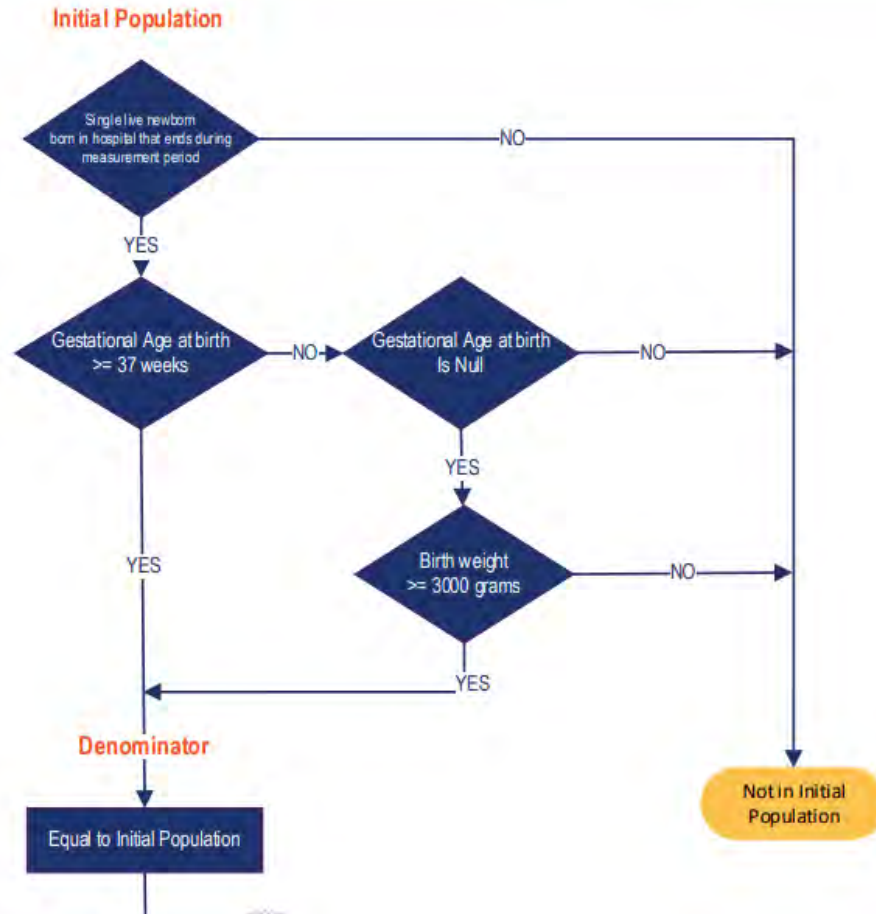 Initial Population
Single live newborn
born in hospital that ends during
measurement period
NO
YES
Gestational Age at birth
>= 37 weeks
NO
Gestational Age at birth
Is Null
NO
YES
YES
Birth weight
>= 3000 grams
NO
YES
Denominator
Equal to Initial Population
Not in Initial
Population